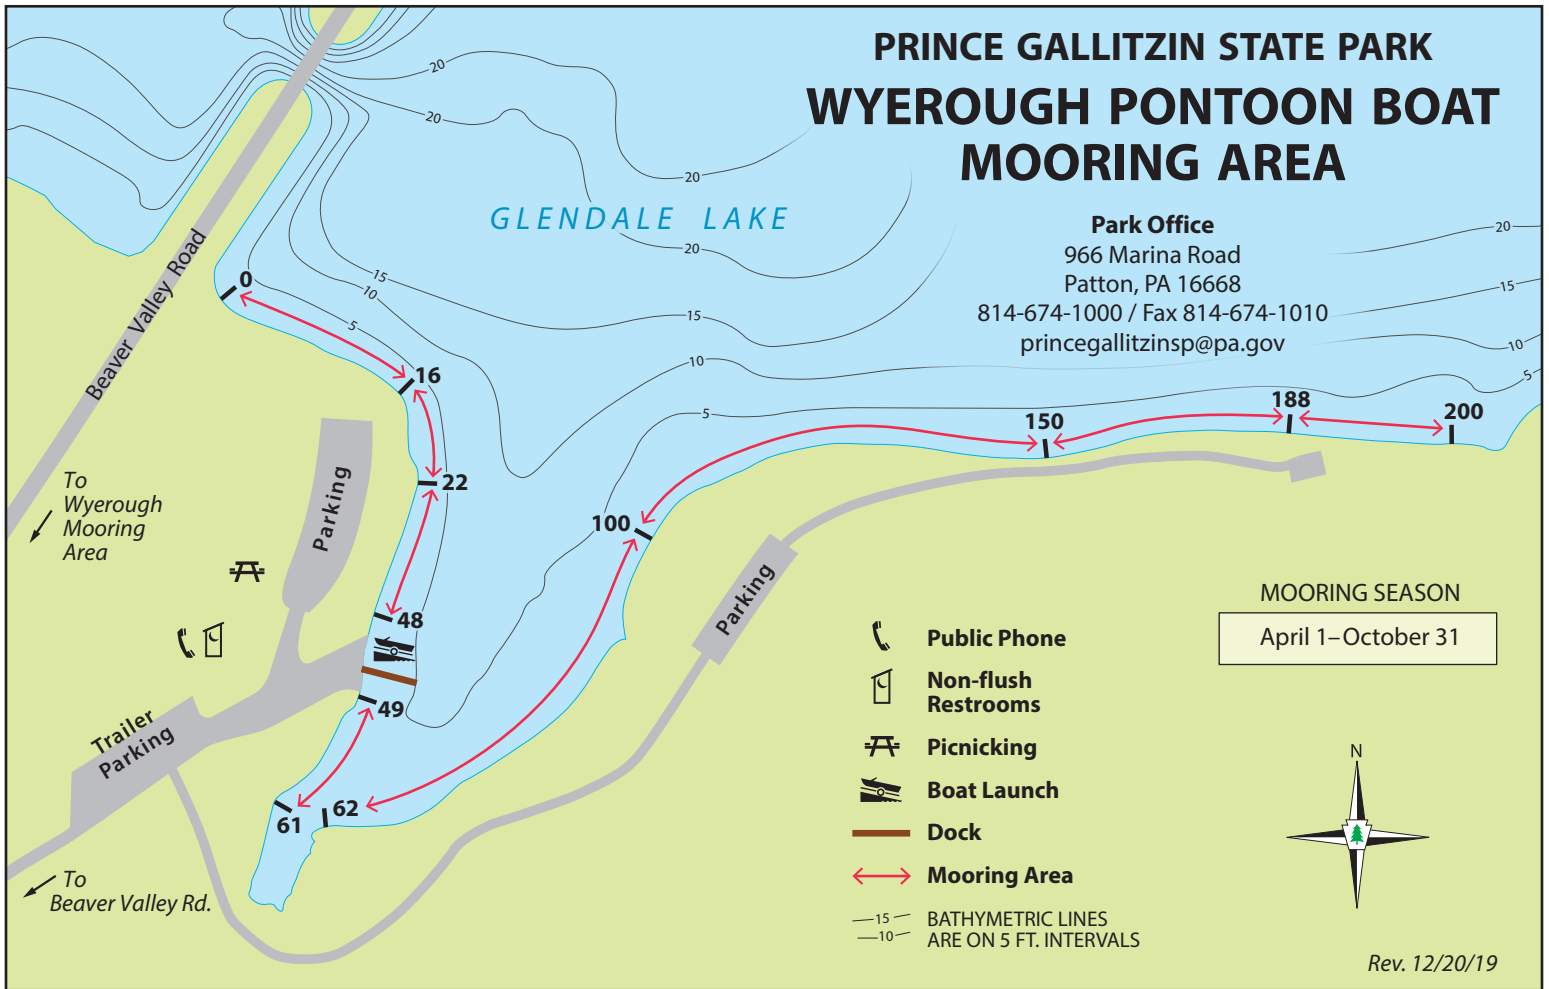 PRINCE GALLITZIN STATE PARK
WYEROUGH PONTOON BOAT
MOORING AREA
Park Office
966 Marina Road
Patton, PA 16668
814-674-1000 / Fax 814-674-1010
princegallitzinsp@pa.gov
GLENDALE LAKE
20
20
20
20
20
15
15
15
10
10
10
5
5
5
Beaver Valley Road
0
16
22
48
49
61
62
100
150
188
200
To
Wyerough
Mooring
Area
Parking
Parking
Trailer
Parking
To
Beaver Valley Rd.
MOORING SEASON
April 1–October 31
Public Phone
Non-flush
Restrooms
Picnicking
Boat Launch
Dock
Mooring Area
15
10
BATHYMETRIC LINES
ARE ON 5 FT. INTERVALS
N
Rev. 12/20/19